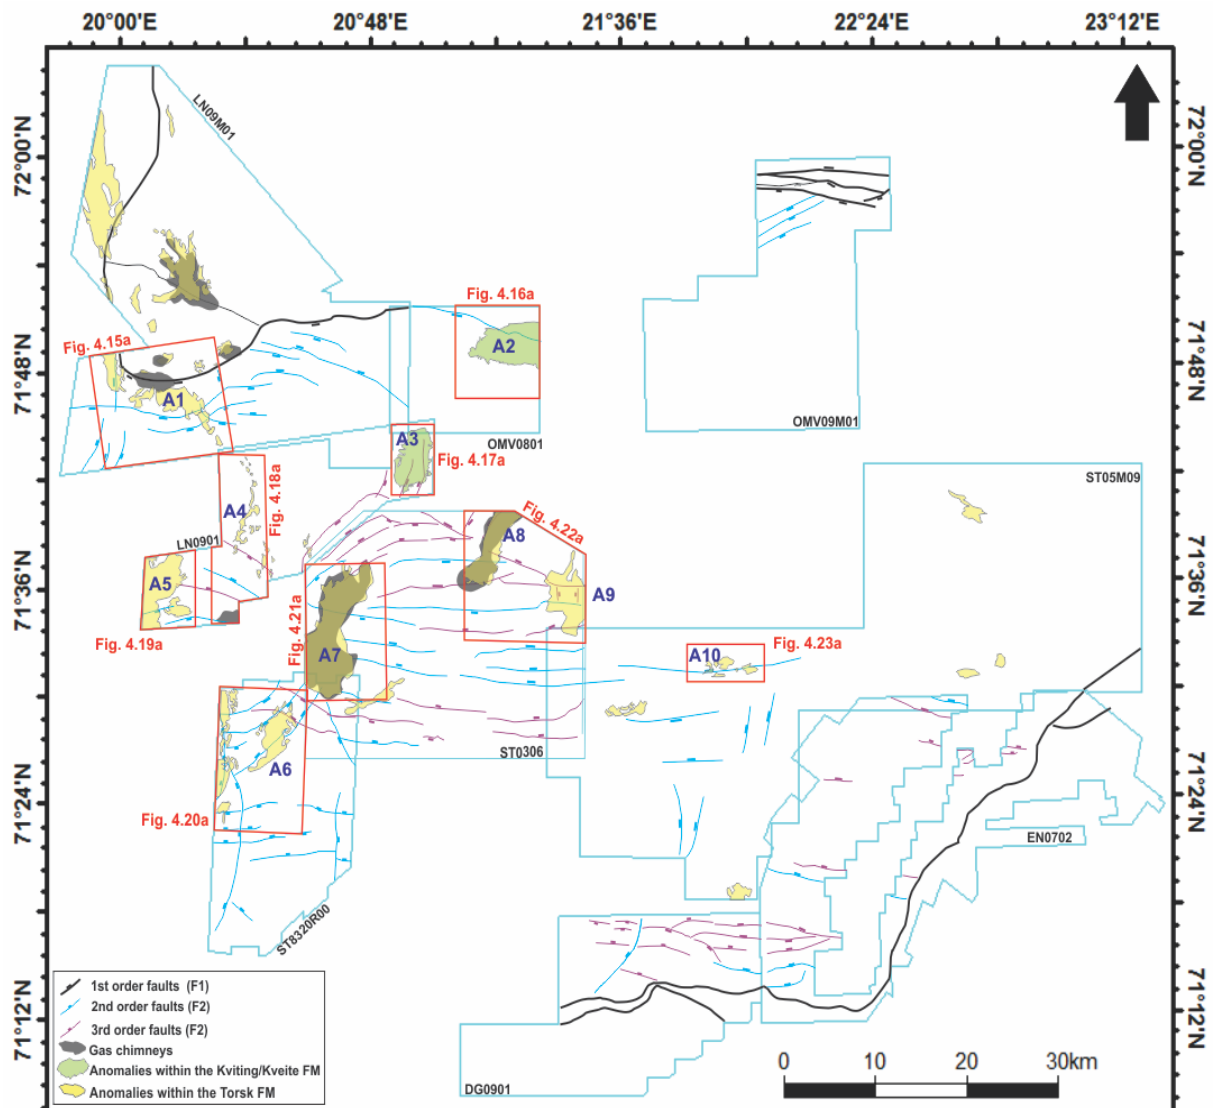 20°00'E 20°48'E 21°36'E 22°24'E 23°12'E
72°00'N
72°00'N
LN09M01
Fig. 4.16a
A2
Fig. 4.15a
A1
71°48'N
71°48'N
OMV09M01
OMV0801
A3
Fig. 4.17a
ST05M09
A4
Fig. 4.18a
Fig. 4.22a
A8
LN0901
A5
71°36'N
71°36'N
A9
Fig. 4.19a
Fig. 4.21a
A7
A10
Fig. 4.23a
ST0306
A6
71°24'N
71°24'N
Fig. 4.20a
EN0702
ST8320R00
1st order faults (F1)
2nd order faults (F2)
3rd order faults (F2)
Gas chimneys
Anomalies within the Kviting/Kveite FM
Anomalies within the Torsk FM
71°12'N
71°12'N
DG0901
0 10 20 30km